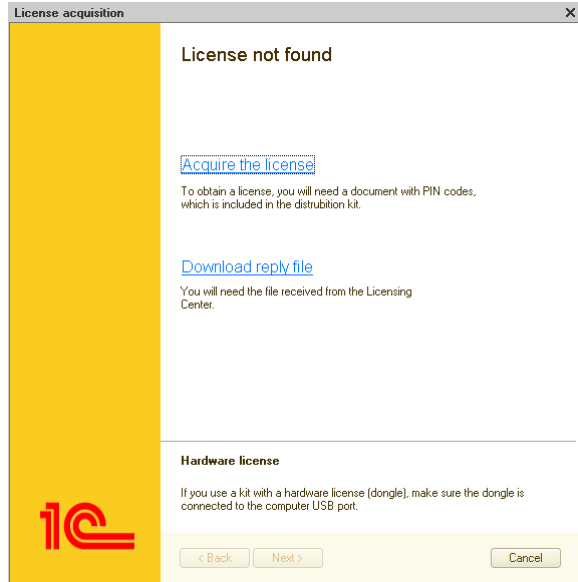 License acquisition
License not found
Acquire the license
To obtain a license, you will need a document with PIN codes,
which is included in the distrubition kit.
Download reply file
You will need the file received from the Licensing
Center.
Hardware license
If you use a kit with a hardware license (dongle), make sure the dongle is
connected to the computer USB port.
1C
< Back Next > Cancel